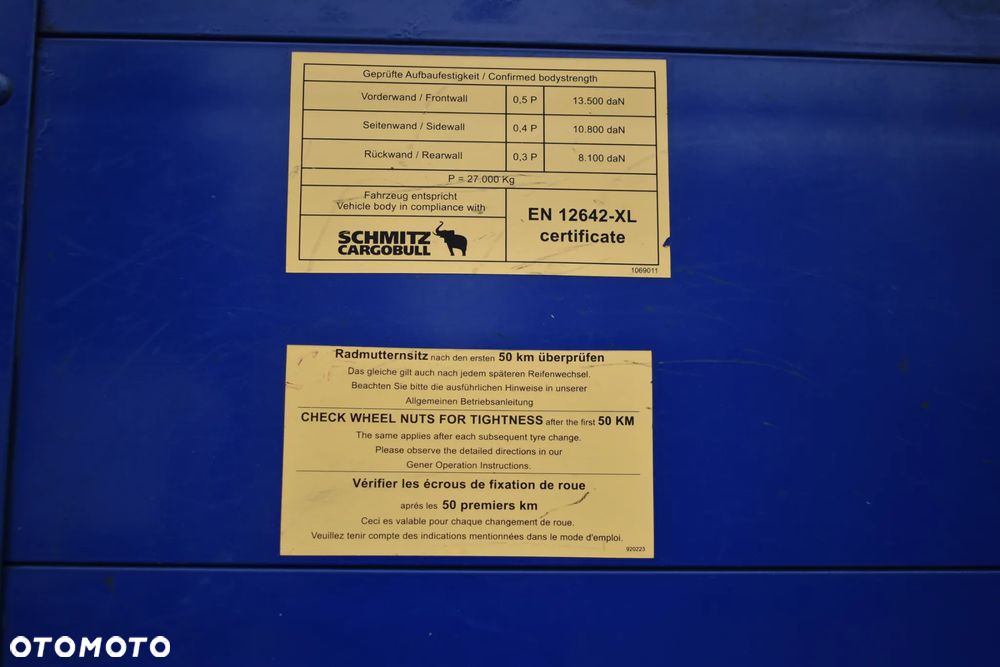 Geprüfte Aufbaufestigkeit / Confirmed bodystrength
Vorderwand / Frontwall 0,5 P 13.500 daN
Seitenwand / Sidewall 0,4 P 10.800 daN
Rückwand / Rearwall 0,3 P 8.100 daN
P = 27.000 Kg
Fahrzeug entspricht
Vehicle body in compliance with
SCHMITZ
CARGOBULL
EN 12642-XL
certificate
1069011
Radmutternsitz nach den ersten 50 km überprüfen
Das gleiche gilt auch nach jedem späteren Reifenwechsel.
Beachten Sie bitte die ausführlichen Hinweise in unserer
Allgemeinen Betriebsanleitung
CHECK WHEEL NUTS FOR TIGHTNESS after the first 50 KM
The same applies after each subsequent tyre change.
Please observe the detailed directions in our
Gener Operation Instructions.
Vérifier les écrous de fixation de roue
aprés les 50 premiers km
Ceci es valable pour chaque changement de roue.
Veuillez tenir compte des indications mentionnées dans le mode d'emploi.
920223
OTOMOTO